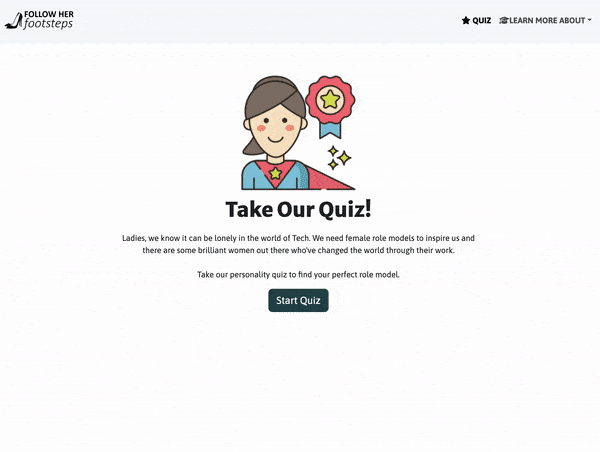 FOLLOW HER
footsteps
QUIZ
LEARN MORE ABOUT
Take Our Quiz!
Ladies, we know it can be lonely in the world of Tech. We need female role models to inspire us and
there are some brilliant women out there who've changed the world through their work.
Take our personality quiz to find your perfect role model.
Start Quiz